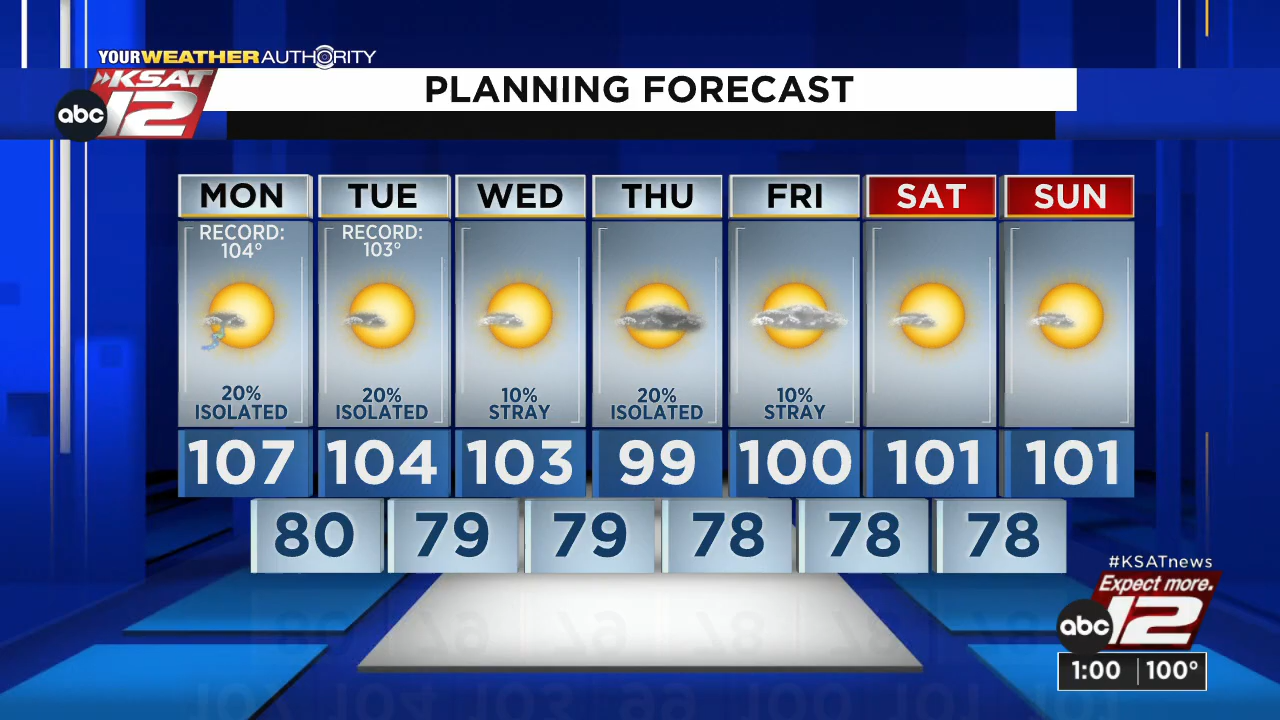 YOURWEATHERAUTHORITY
KSAT
abc 12
PLANNING FORECAST
MON TUE WED THU FRI SAT SUN
RECORD: RECORD:
104° 103°
20% 20% 10% 20% 10%
ISOLATED ISOLATED STRAY ISOLATED STRAY
107 104 103 99 100 101 101
80 79 79 78 78 78
#KSATnews
Expect more.
abc 12
1:00 100°